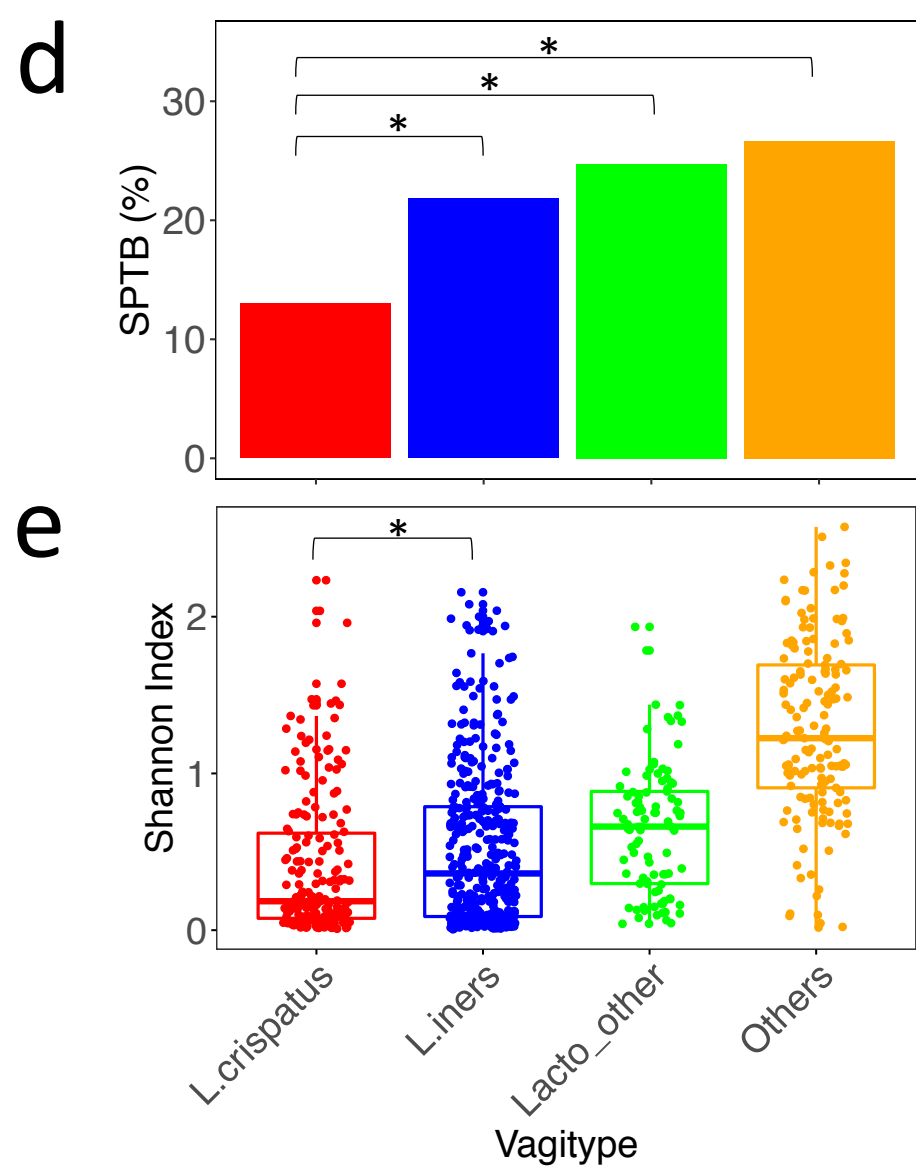 d
*
*
*
SPTB (%)
30
20
10
0
e
*
Shannon Index
2
1
0
L.crispatus
L.iners
Lacto_other
Others
Vagitype